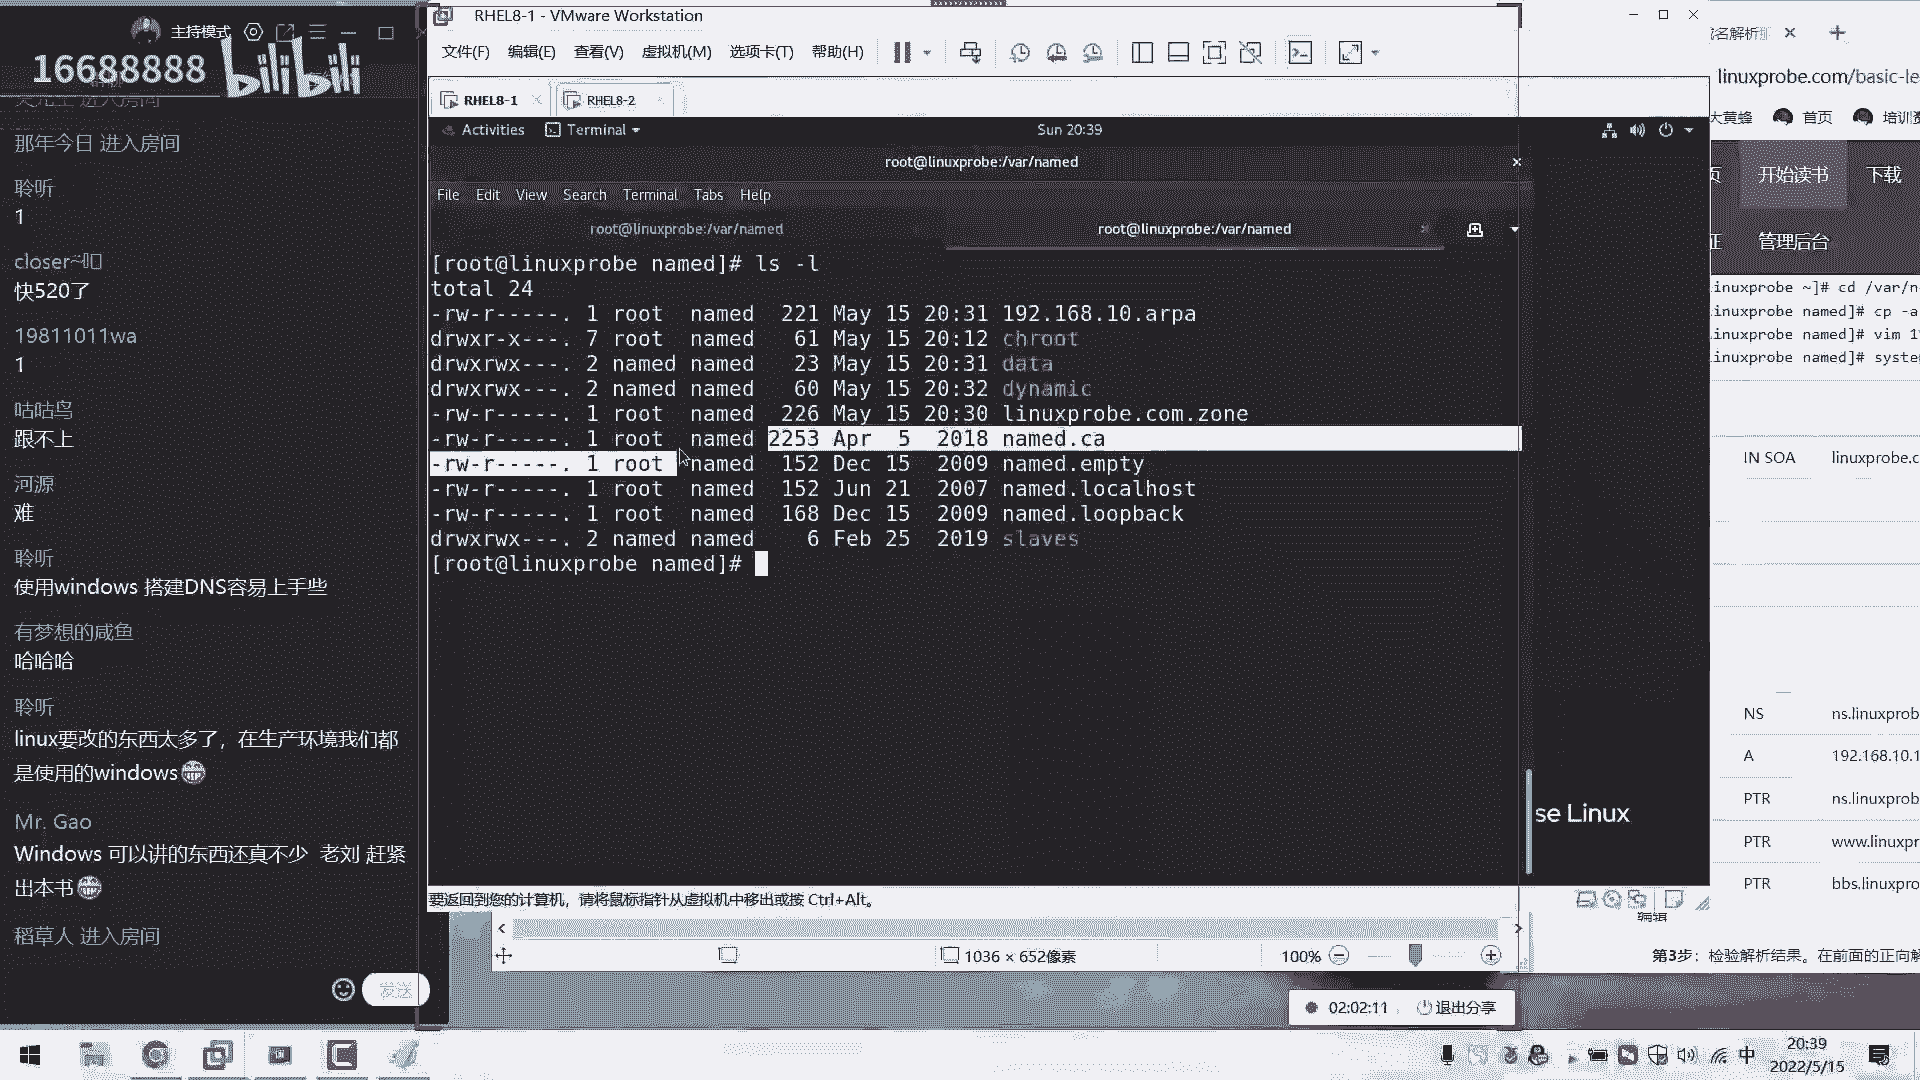 主持模式
16688888 bilibili
那年今日 进入房间
聆听
1
快520了
19811011wa
1
咕咕鸟
跟不上
河源
难
聆听
使用windows 搭建DNS容易上手些
有梦想的咸鱼
哈哈哈
聆听
linux要改的东西太多了，在生产环境我们都
是使用的windows
Mr. Gao
Windows 可以讲的东西还真不少 老刘 赶紧
出本书
稻草人 进入房间
发送
RHEL8-1 - VMware Workstation
文件(F) 编辑(E) 查看(V) 虚拟机(M) 选项卡(T) 帮助(H)
RHEL8-1 RHEL8-2
Activities Terminal Sun 20:39
root@linuxprobe:/var/named
File Edit View Search Terminal Tabs Help
root@linuxprobe:/var/named root@linuxprobe:/var/named
[root@linuxprobe named]# ls -l
total 24
-rw-r-----. 1 root named 221 May 15 20:31 192.168.10.arpa
drwxr-x---. 7 root named 61 May 15 20:12 chroot
drwxrwx---. 2 named named 23 May 15 20:31 data
drwxrwx---. 2 named named 60 May 15 20:32 dynamic
-rw-r-----. 1 root named 226 May 15 20:30 linuxprobe.com.zone
-rw-r-----. 1 root named 2253 Apr 5 2018 named.ca
-rw-r-----. 1 root named 152 Dec 15 2009 named.empty
-rw-r-----. 1 root named 152 Jun 21 2007 named.localhost
-rw-r-----. 1 root named 168 Dec 15 2009 named.loopback
drwxrwx---. 2 named named 6 Feb 25 2019 slaves
[root@linuxprobe named]#
se Linux
要返回到您的计算机，请将鼠标指针从虚拟机中移出或按 Ctrl+Alt。
1036 × 652像素 100%
02:02:11 退出分享
名解析那
linuxprobe.com/basic-le
大黄蜂 首页 培训
开始读书 下载
管理后台
inuxprobe ~]# cd /var/n
inuxprobe named]# cp -a
inuxprobe named]# vim 1
inuxprobe named]# syste
IN SOA linuxprobe.c
NS ns.linuxprob
A 192.168.10.1
PTR ns.linuxprob
PTR www.linuxpr
PTR bbs.linuxpro
编辑
第3步：检验解析结果。在前面的正向解
中 20:39
2022/5/15